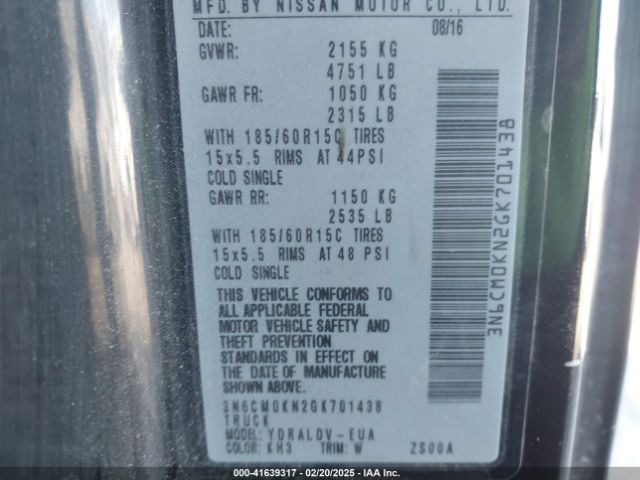 MFD. BY NISSAN MOTOR CO., LTD.
DATE: 08/16
GVWR: 2155 KG
4751 LB
GAWR FR: 1050 KG
2315 LB
WITH 185/60R15C TIRES
15x5.5 RIMS AT 44PSI
COLD SINGLE
GAWR RR: 1150 KG
2535 LB
WITH 185/60R15C TIRES
15x5.5 RIMS AT 48 PSI
COLD SINGLE
THIS VEHICLE CONFORMS TO
ALL APPLICABLE FEDERAL
MOTOR VEHICLE SAFETY AND
THEFT PREVENTION
STANDARDS IN EFFECT ON
THE DATE OF MANUFACTURE
SHOWN ABOVE.
3N6CM0KN2GK701438
TRUCK
MODEL: YDRALDV-EUA
COLOR: KH3 TRIM: W ZS00A
3N6CM0KN2GK701438
000-41639317 - 02/20/2025 - IAAHolding LLC.